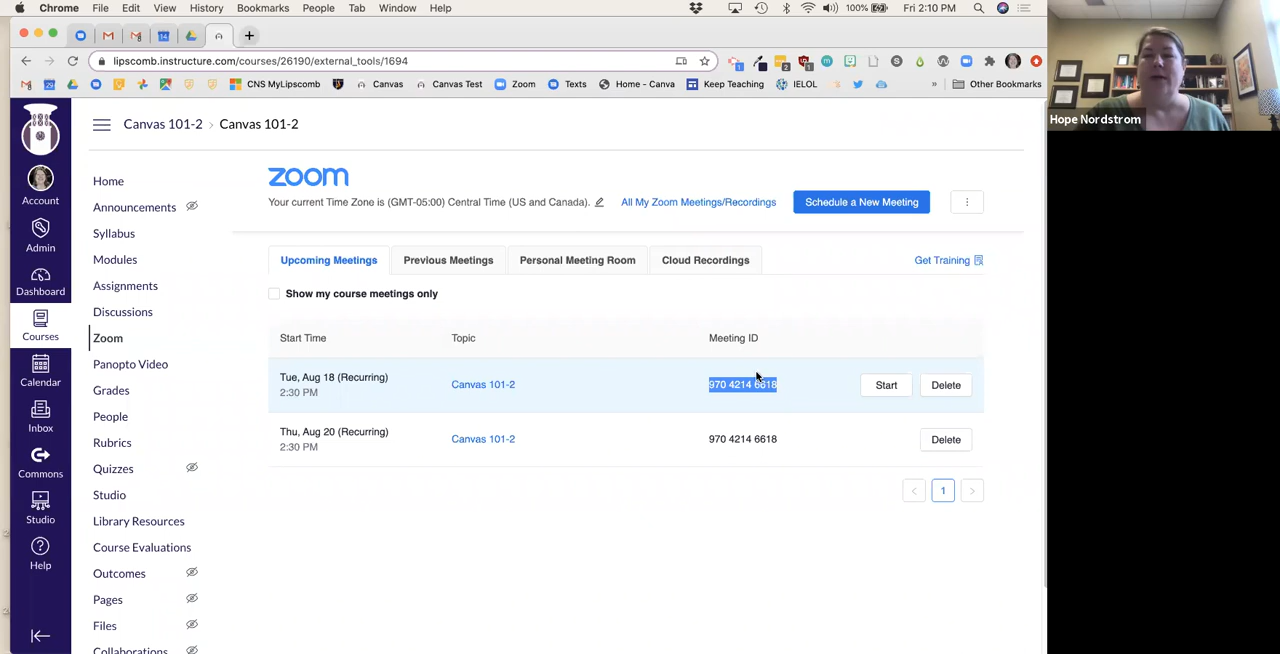 Chrome File Edit View History Bookmarks People Tab Window Help 100% Fri 2:10 PM
lipscomb.instructure.com/courses/26190/external_tools/1694
CNS MyLipscomb Canvas Canvas Test Zoom Texts Home - Canva Keep Teaching IELOL » Other Bookmarks
Hope Nordstrom
Canvas 101-2 › Canvas 101-2
Account
Admin
Dashboard
Courses
Calendar
Inbox
Commons
Studio
Help
Home
Announcements
Syllabus
Modules
Assignments
Discussions
Zoom
Panopto Video
Grades
People
Rubrics
Quizzes
Studio
Library Resources
Course Evaluations
Outcomes
Pages
Files
Collaborations
zoom
Your current Time Zone is (GMT-05:00) Central Time (US and Canada). All My Zoom Meetings/Recordings Schedule a New Meeting
Upcoming Meetings Previous Meetings Personal Meeting Room Cloud Recordings Get Training
Show my course meetings only
Start Time Topic Meeting ID
Tue, Aug 18 (Recurring)
2:30 PM
Canvas 101-2 970 4214 6618 Start Delete
Thu, Aug 20 (Recurring)
2:30 PM
Canvas 101-2 970 4214 6618 Delete
< 1 >